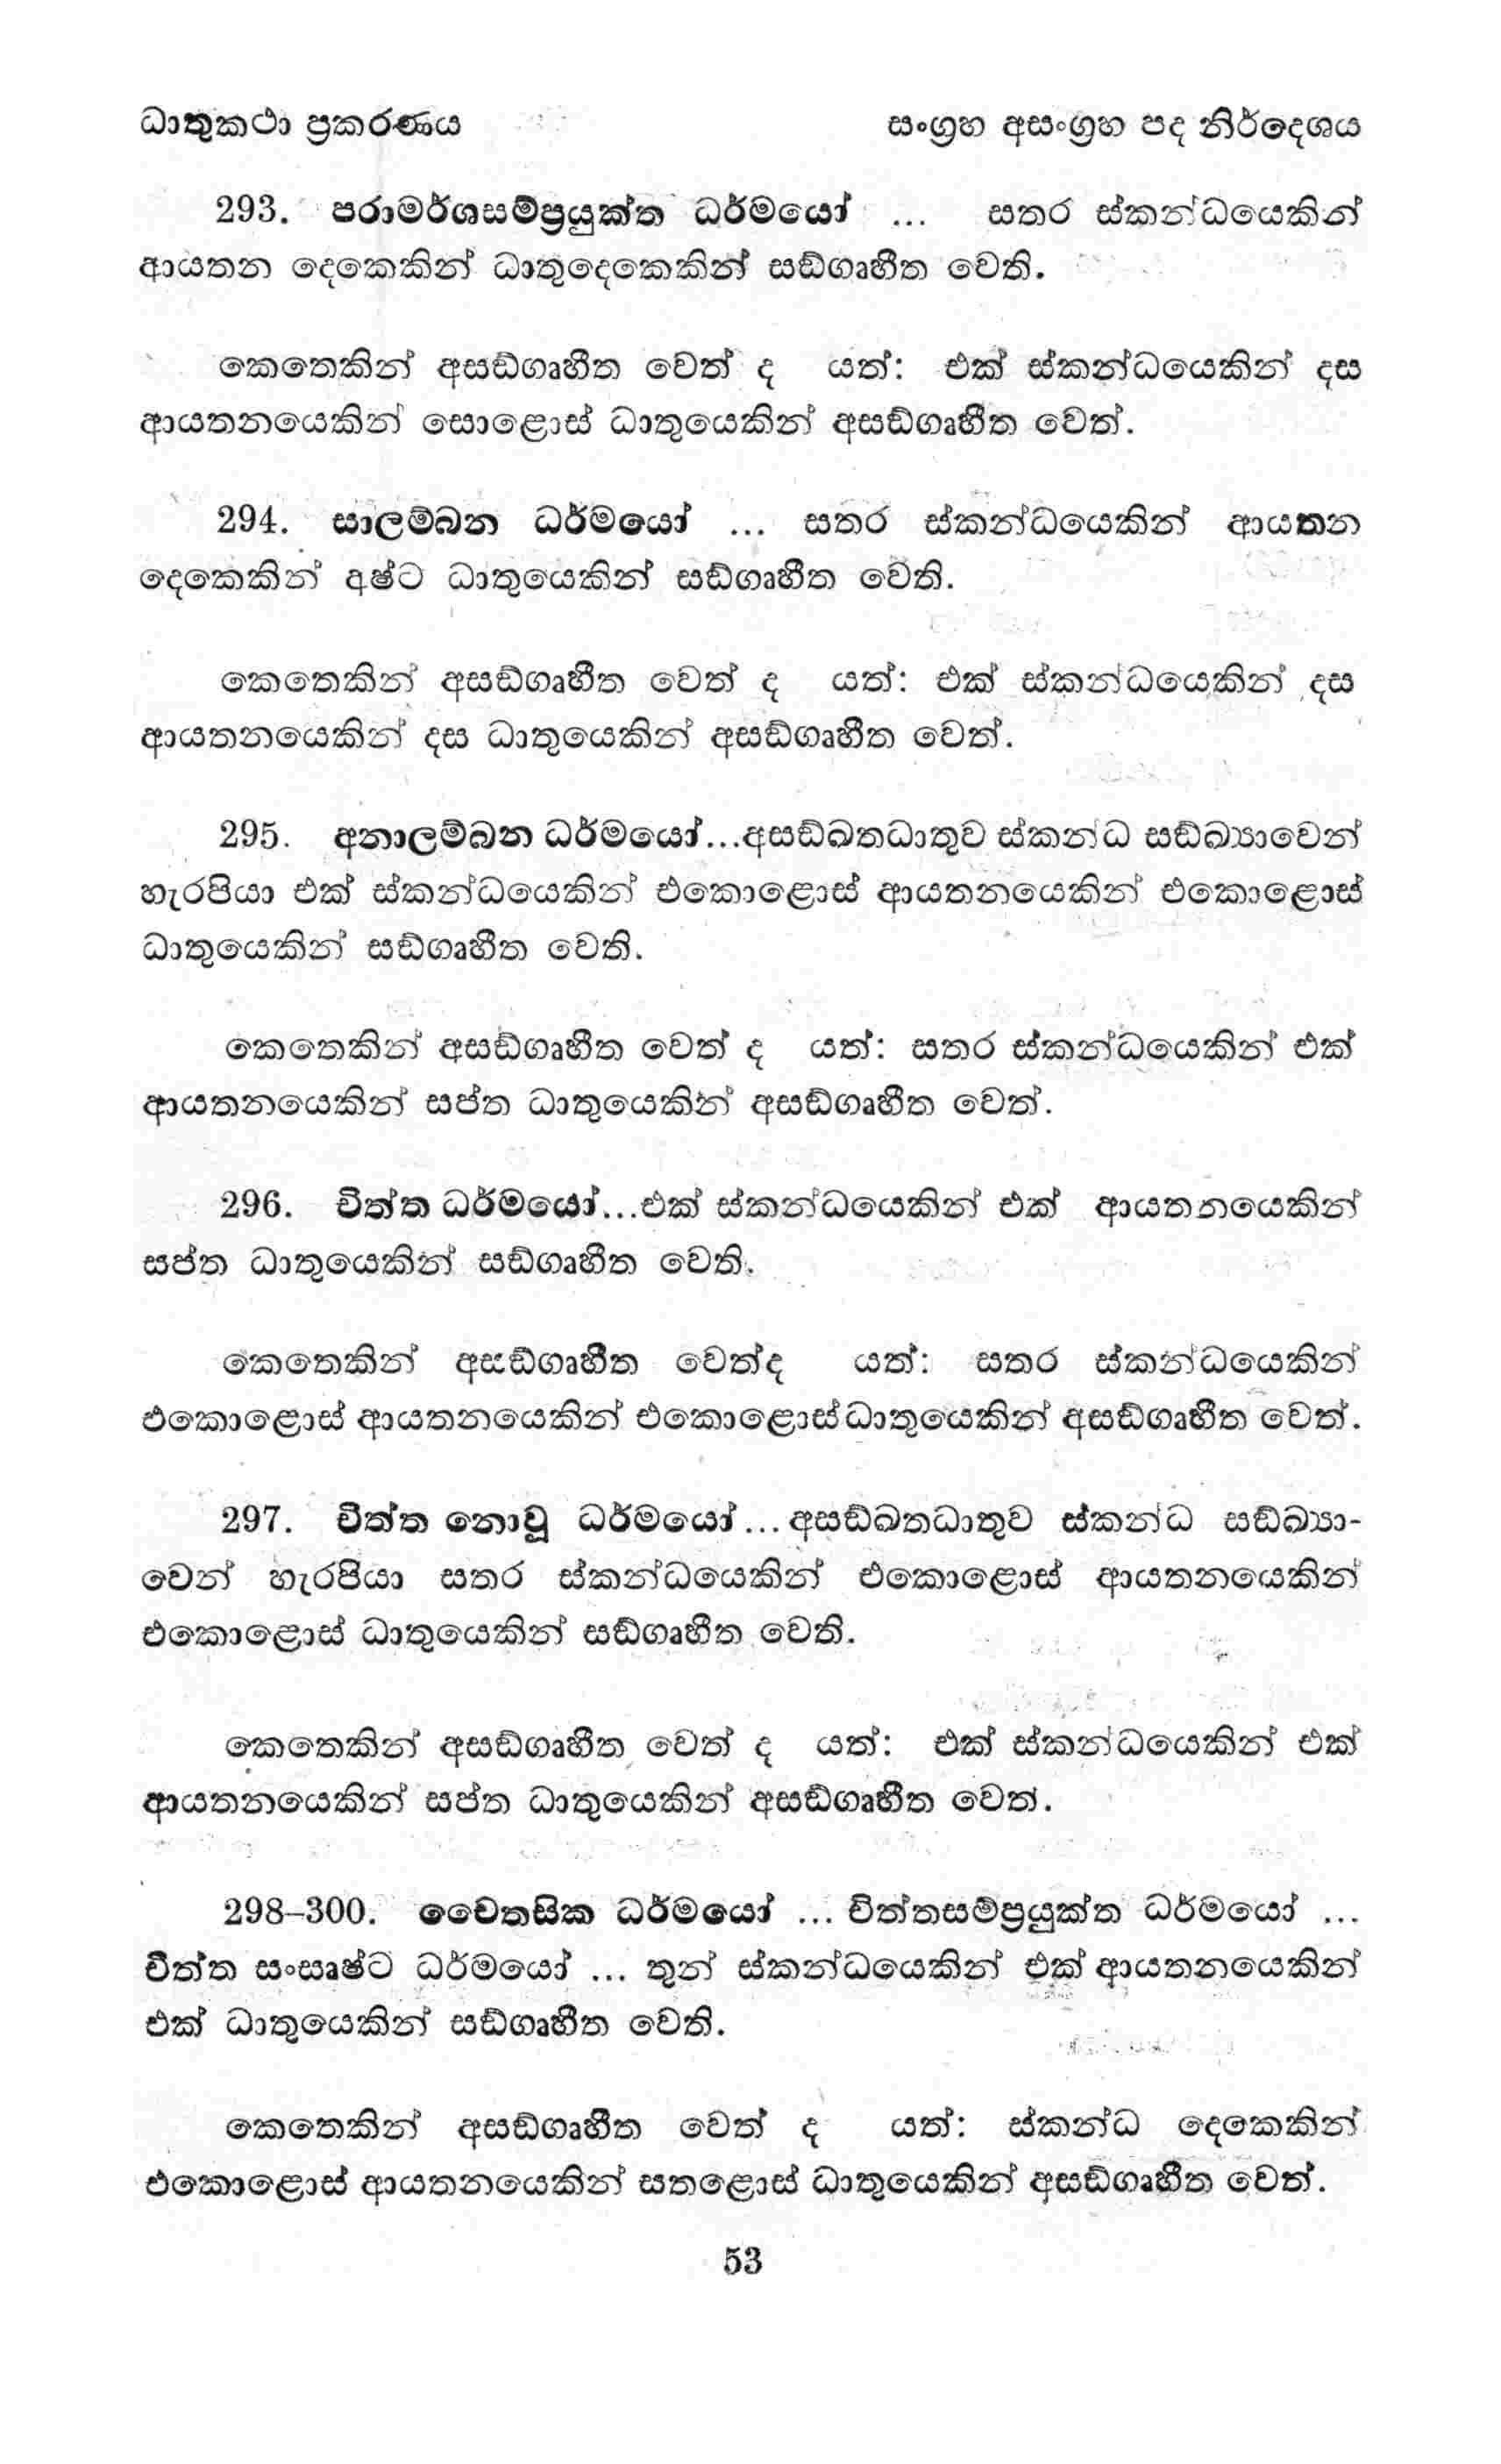 ධාතුකථා ප්‍රකරණය
සංග්‍රහ අසංග්‍රහ පද නිර්දෙශය
293. පරාමර්ශසම්ප්‍රයුක්ත ධර්මයෝ ... සතර ස්කන්ධයෙකින්
ආයතන දෙකෙකින් ධාතුදෙකෙකින් සඞ්ගෘහීත වෙති.
කෙතෙකින් අසඞ්ගෘහීත වෙත් ද යත්: එක් ස්කන්ධයෙකින් දස
ආයතනයෙකින් සොළොස් ධාතුයෙකින් අසඞ්ගෘහීත වෙත්.
294. සාලම්බන ධර්මයෝ ... සතර ස්කන්ධයෙකින් ආයතන
දෙකෙකින් අෂ්ට ධාතුයෙකින් සඞ්ගෘහීත වෙති.
කෙතෙකින් අසඞ්ගෘහීත වෙත් ද යත්: එක් ස්කන්ධයෙකින් දස
ආයතනයෙකින් දස ධාතුයෙකින් අසඞ්ගෘහීත වෙත්.
295. අනාලම්බන ධර්මයෝ...අසඞ්ඛතධාතුව ස්කන්ධ සඞ්ඛ්‍යාවෙන්
හැරපියා එක් ස්කන්ධයෙකින් එකොළොස් ආයතනයෙකින් එකොළොස්
ධාතුයෙකින් සඞ්ගෘහීත වෙති.
කෙතෙකින් අසඞ්ගෘහීත වෙත් ද යත්: සතර ස්කන්ධයෙකින් එක්
ආයතනයෙකින් සප්ත ධාතුයෙකින් අසඞ්ගෘහීත වෙත්.
296. චිත්ත ධර්මයෝ...එක් ස්කන්ධයෙකින් එක් ආයතනයෙකින්
සප්ත ධාතුයෙකින් සඞ්ගෘහීත වෙති.
කෙතෙකින් අසඞ්ගෘහීත වෙත්ද යත්: සතර ස්කන්ධයෙකින්
එකොළොස් ආයතනයෙකින් එකොළොස් ධාතුයෙකින් අසඞ්ගෘහීත වෙත්.
297. චිත්ත නොවූ ධර්මයෝ... අසඞ්ඛතධාතුව ස්කන්ධ සඞ්ඛ්‍යා-
වෙන් හැරපියා සතර ස්කන්ධයෙකින් එකොළොස් ආයතනයෙකින්
එකොළොස් ධාතුයෙකින් සඞ්ගෘහීත වෙති.
කෙතෙකින් අසඞ්ගෘහීත වෙත් ද යත්: එක් ස්කන්ධයෙකින් එක්
ආයතනයෙකින් සප්ත ධාතුයෙකින් අසඞ්ගෘහීත වෙත්.
298–300. චෛතසික ධර්මයෝ ... චිත්තසම්ප්‍රයුක්ත ධර්මයෝ ...
චිත්ත සංසෘෂ්ට ධර්මයෝ ... තුන් ස්කන්ධයෙකින් එක් ආයතනයෙකින්
එක් ධාතුයෙකින් සඞ්ගෘහීත වෙති.
කෙතෙකින් අසඞ්ගෘහීත වෙත් ද යත්: ස්කන්ධ දෙකෙකින්
එකොළොස් ආයතනයෙකින් සතළොස් ධාතුයෙකින් අසඞ්ගෘහීත වෙත්.
53